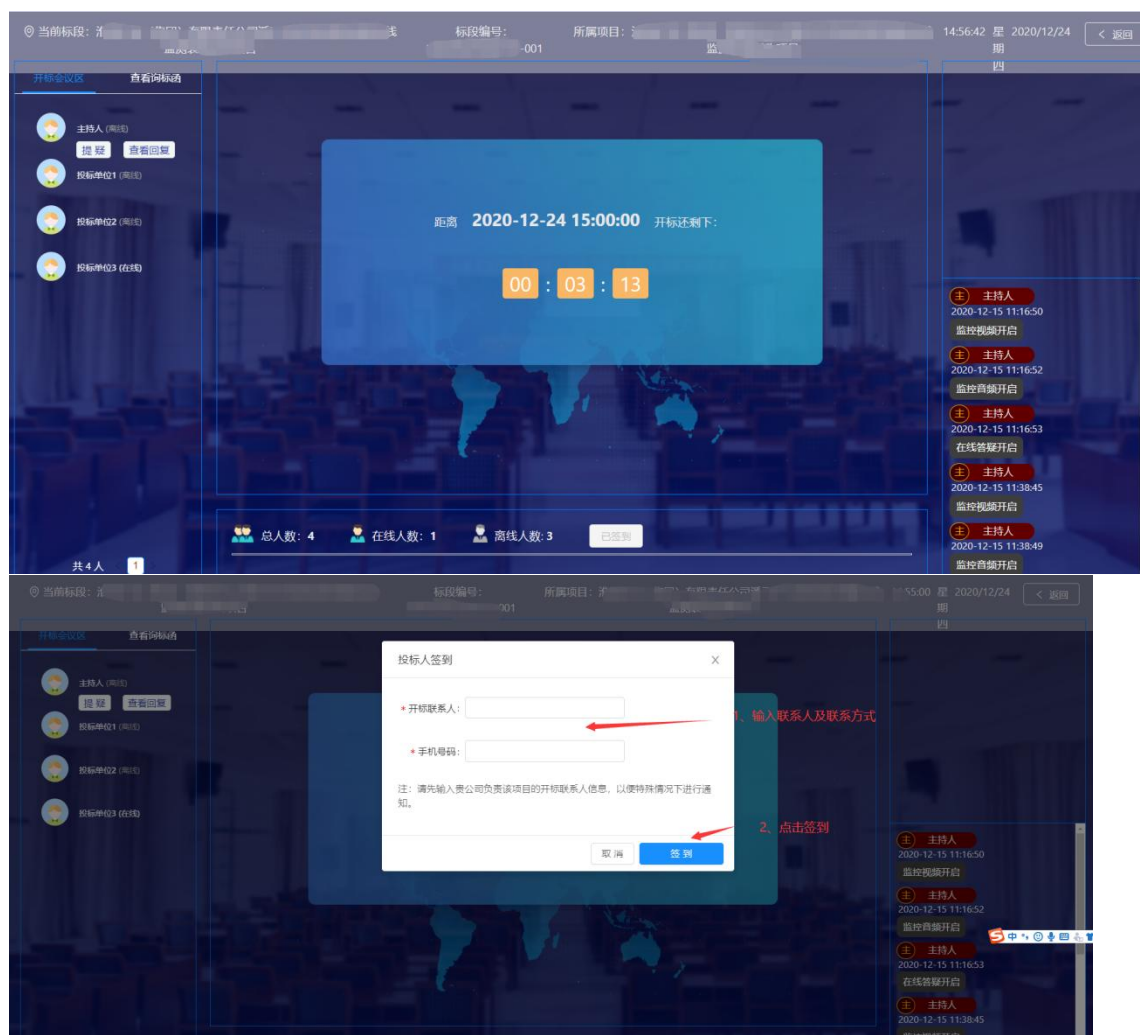 当前标段：
标段编号：
所属项目：
-001
14:56:42 星期四 2020/12/24
< 返回
开标会议区 查看询标函
主持人 (离线)
提疑 查看回复
投标单位1 (离线)
投标单位2 (离线)
投标单位3 (在线)
距离 2020-12-24 15:00:00 开标还剩下：
00 : 03 : 13
主 主持人
2020-12-15 11:16:50
监控视频开启
主 主持人
2020-12-15 11:16:52
监控音频开启
主 主持人
2020-12-15 11:16:53
在线答疑开启
主 主持人
2020-12-15 11:38:45
监控视频开启
主 主持人
2020-12-15 11:38:49
监控音频开启
总人数：4 在线人数：1 离线人数：3 已签到
共4人 1
当前标段：
标段编号：
所属项目：
001
55:00 星期四 2020/12/24
< 返回
开标会议区 查看询标函
主持人 (离线)
提疑 查看回复
投标单位1 (离线)
投标单位2 (离线)
投标单位3 (在线)
投标人签到 X
* 开标联系人：
1、输入联系人及联系方式
* 手机号码：
注：请先输入贵公司负责该项目的开标联系人信息，以便特殊情况下进行通
知。
2、点击签到
取消 签到
主 主持人
2020-12-15 11:16:50
监控视频开启
主 主持人
2020-12-15 11:16:52
监控音频开启
中
主 主持人
2020-12-15 11:16:53
在线答疑开启
主 主持人
2020-12-15 11:38:45